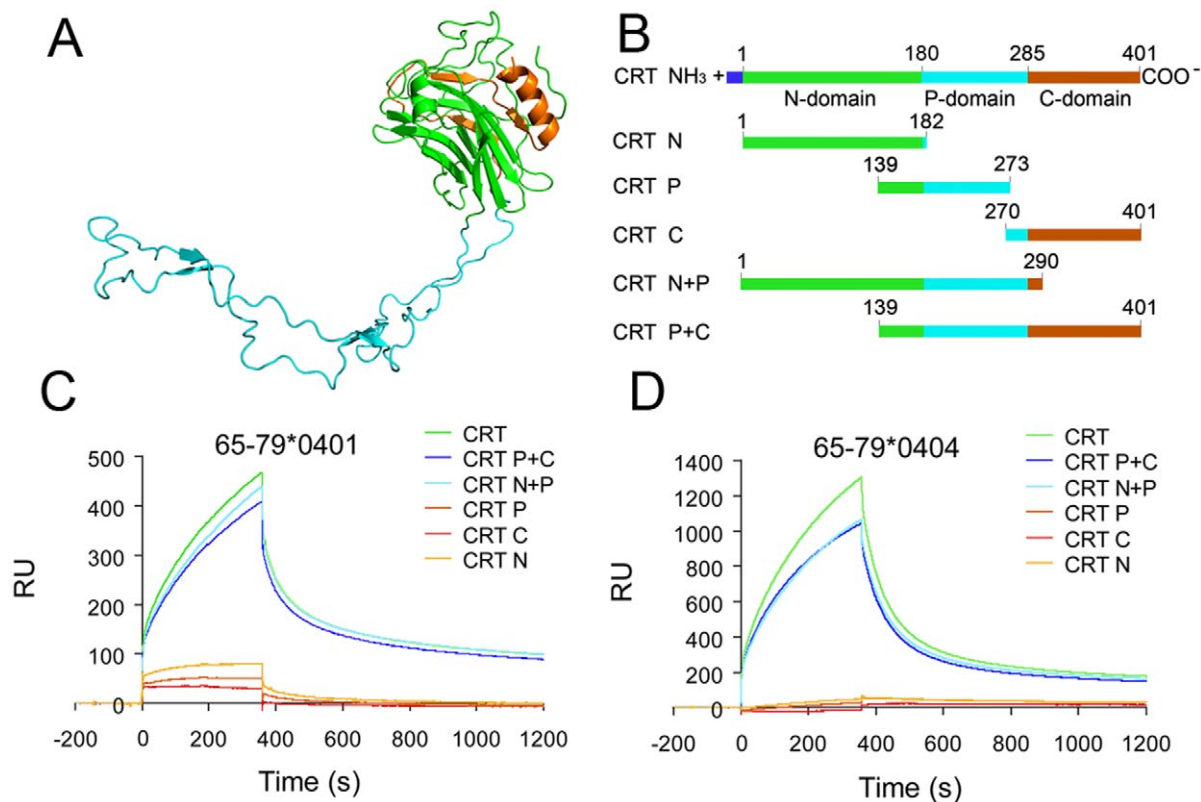 A
B
1 180 285 401
CRT NH₃ + COO⁻
N-domain P-domain C-domain
1 182
CRT N
139 273
CRT P
270 401
CRT C
1 290
CRT N+P
139 401
CRT P+C
C
65-79*0401
CRT
CRT P+C
CRT N+P
CRT P
CRT C
CRT N
500
400
300
200
100
0
RU
-200 0 200 400 600 800 1000 1200
Time (s)
D
65-79*0404
CRT
CRT P+C
CRT N+P
CRT P
CRT C
CRT N
1400
1200
1000
800
600
400
200
0
RU
-200 0 200 400 600 800 1000 1200
Time (s)